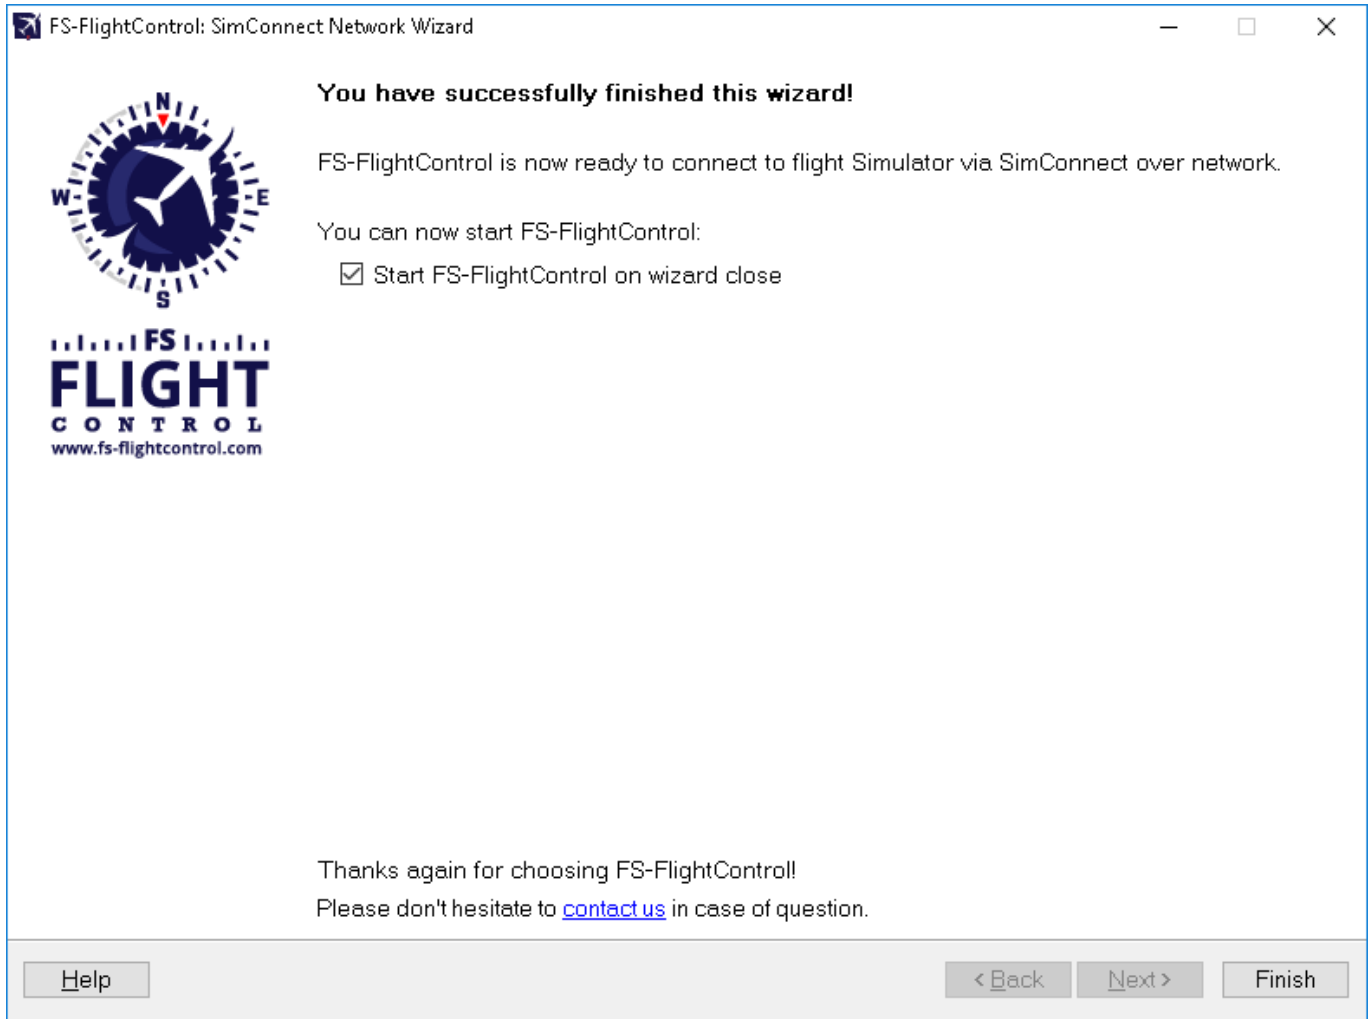 FS-FlightControl: SimConnect Network Wizard
You have successfully finished this wizard!
FS-FlightControl is now ready to connect to flight Simulator via SimConnect over network.
You can now start FS-FlightControl:
Start FS-FlightControl on wizard close
N
W
E
S
FS
FLIGHT
CONTROL
www.fs-flightcontrol.com
Thanks again for choosing FS-FlightControl!
Please don't hesitate to contact us in case of question.
Help
< Back
Next >
Finish